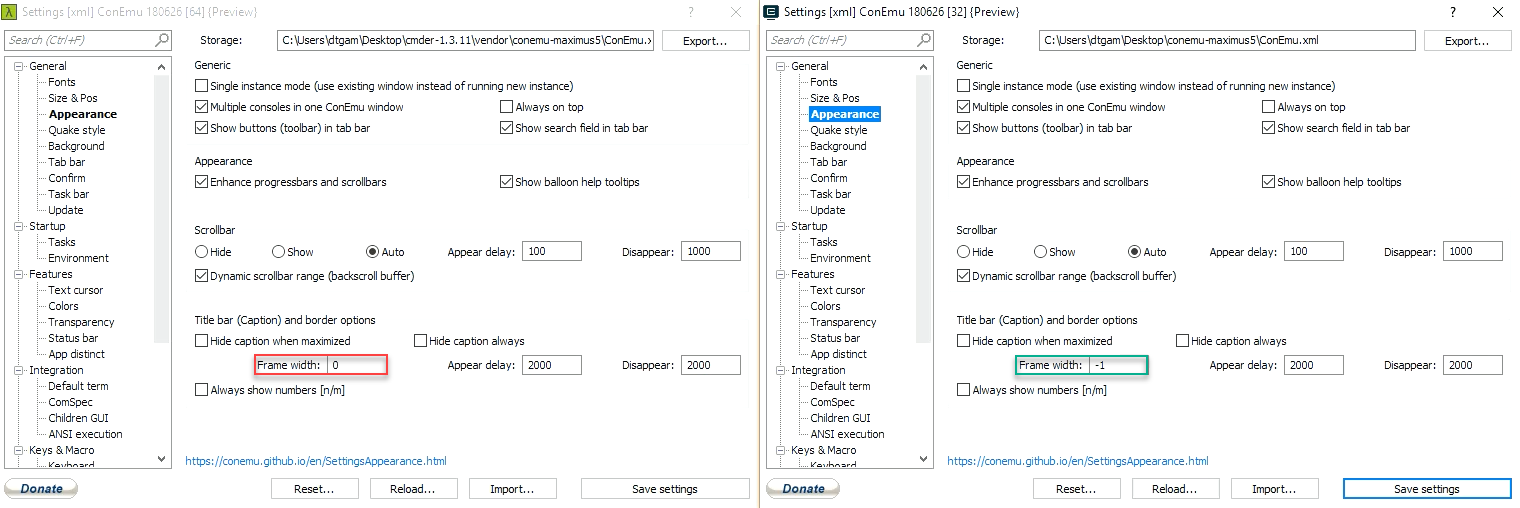 Settings [xml] ConEmu 180626 [64] {Preview}
?
Search (Ctrl+F)
Storage:
C:\Users\dtgam\Desktop\cmder-1.3.11\vendor\conemu-maximus5\ConEmu.x
Export...
General
Fonts
Size & Pos
Appearance
Quake style
Background
Tab bar
Confirm
Task bar
Update
Startup
Tasks
Environment
Features
Text cursor
Colors
Transparency
Status bar
App distinct
Integration
Default term
ComSpec
Children GUI
ANSI execution
Keys & Macro
Keyboard
Generic
Single instance mode (use existing window instead of running new instance)
Multiple consoles in one ConEmu window
Always on top
Show buttons (toolbar) in tab bar
Show search field in tab bar
Appearance
Enhance progressbars and scrollbars
Show balloon help tooltips
Scrollbar
Hide
Show
Auto
Appear delay: 100
Disappear: 1000
Dynamic scrollbar range (backscroll buffer)
Title bar (Caption) and border options
Hide caption when maximized
Hide caption always
Frame width: 0
Appear delay: 2000
Disappear: 2000
Always show numbers [n/m]
https://conemu.github.io/en/SettingsAppearance.html
Donate
Reset...
Reload...
Import...
Save settings
Settings [xml] ConEmu 180626 [32] {Preview}
?
Search (Ctrl+F)
Storage:
C:\Users\dtgam\Desktop\conemu-maximus5\ConEmu.xml
Export...
General
Fonts
Size & Pos
Appearance
Quake style
Background
Tab bar
Confirm
Task bar
Update
Startup
Tasks
Environment
Features
Text cursor
Colors
Transparency
Status bar
App distinct
Integration
Default term
ComSpec
Children GUI
ANSI execution
Keys & Macro
Keyboard
Generic
Single instance mode (use existing window instead of running new instance)
Multiple consoles in one ConEmu window
Always on top
Show buttons (toolbar) in tab bar
Show search field in tab bar
Appearance
Enhance progressbars and scrollbars
Show balloon help tooltips
Scrollbar
Hide
Show
Auto
Appear delay: 100
Disappear: 1000
Dynamic scrollbar range (backscroll buffer)
Title bar (Caption) and border options
Hide caption when maximized
Hide caption always
Frame width: -1
Appear delay: 2000
Disappear: 2000
Always show numbers [n/m]
https://conemu.github.io/en/SettingsAppearance.html
Donate
Reset...
Reload...
Import...
Save settings